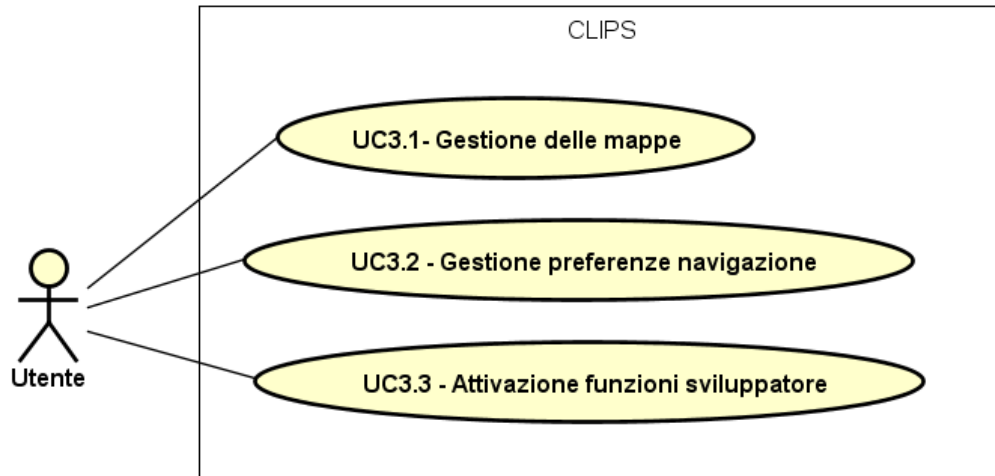 CLIPS
UC3.1- Gestione delle mappe
UC3.2 - Gestione preferenze navigazione
UC3.3 - Attivazione funzioni sviluppatore
Utente